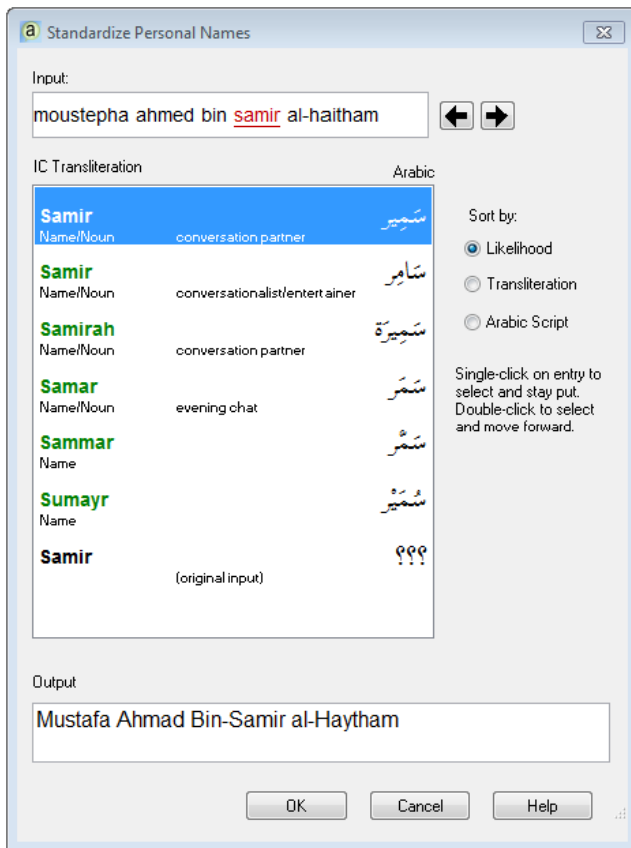 a Standardize Personal Names
Input:
moustepha ahmed bin samir al-haitham
IC Transliteration Arabic
Samir سَمِير
Name/Noun conversation partner
Samir سَامِر
Name/Noun conversationalist/entertainer
Samirah سَمِيرَة
Name/Noun conversation partner
Samar سَمَر
Name/Noun evening chat
Sammar سَمَّر
Name
Sumayr سُمَيْر
Name
Samir ؟؟؟
(original input)
Sort by:
Likelihood
Transliteration
Arabic Script
Single-click on entry to
select and stay put.
Double-click to select
and move forward.
Output
Mustafa Ahmad Bin-Samir al-Haytham
OK Cancel Help